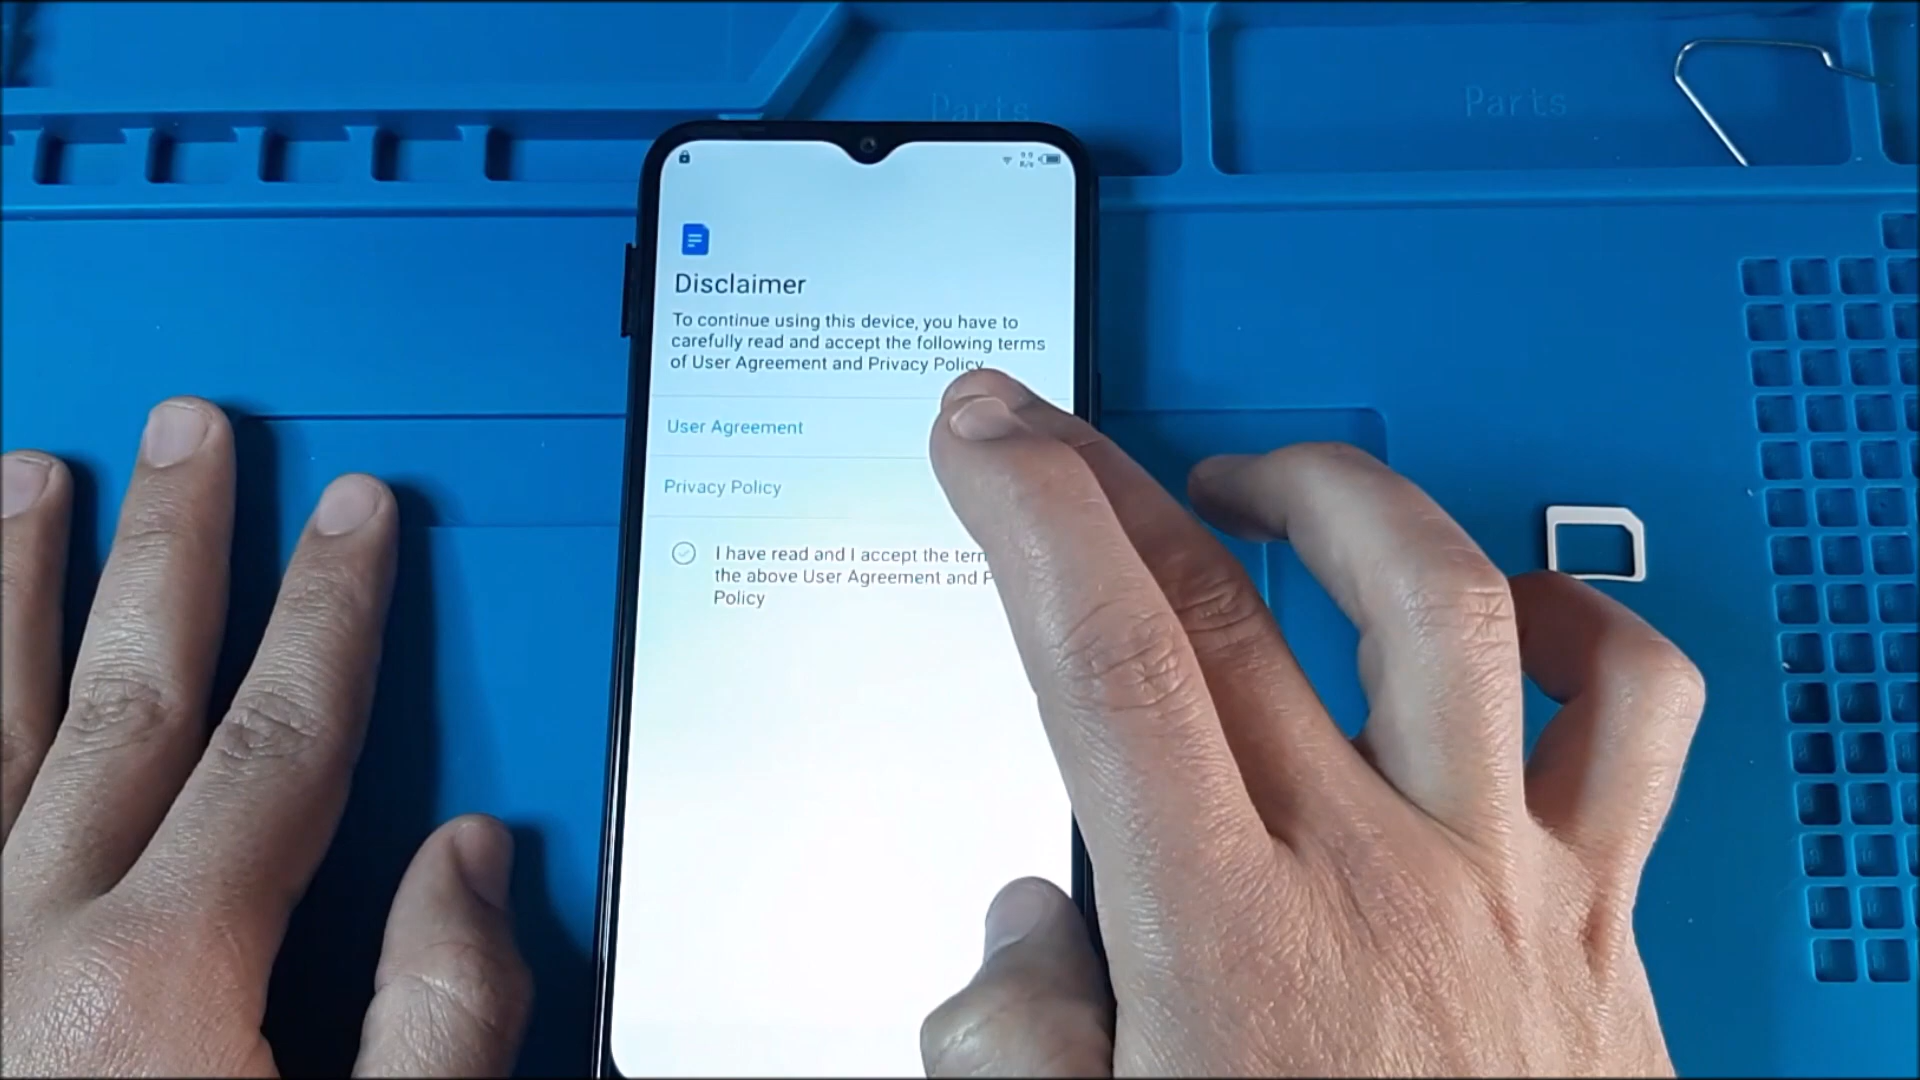 Parts
Parts
Disclaimer
To continue using this device, you have to
carefully read and accept the following terms
of User Agreement and Privacy Policy
User Agreement
Privacy Policy
I have read and I accept the
the above User Agreement and
Policy